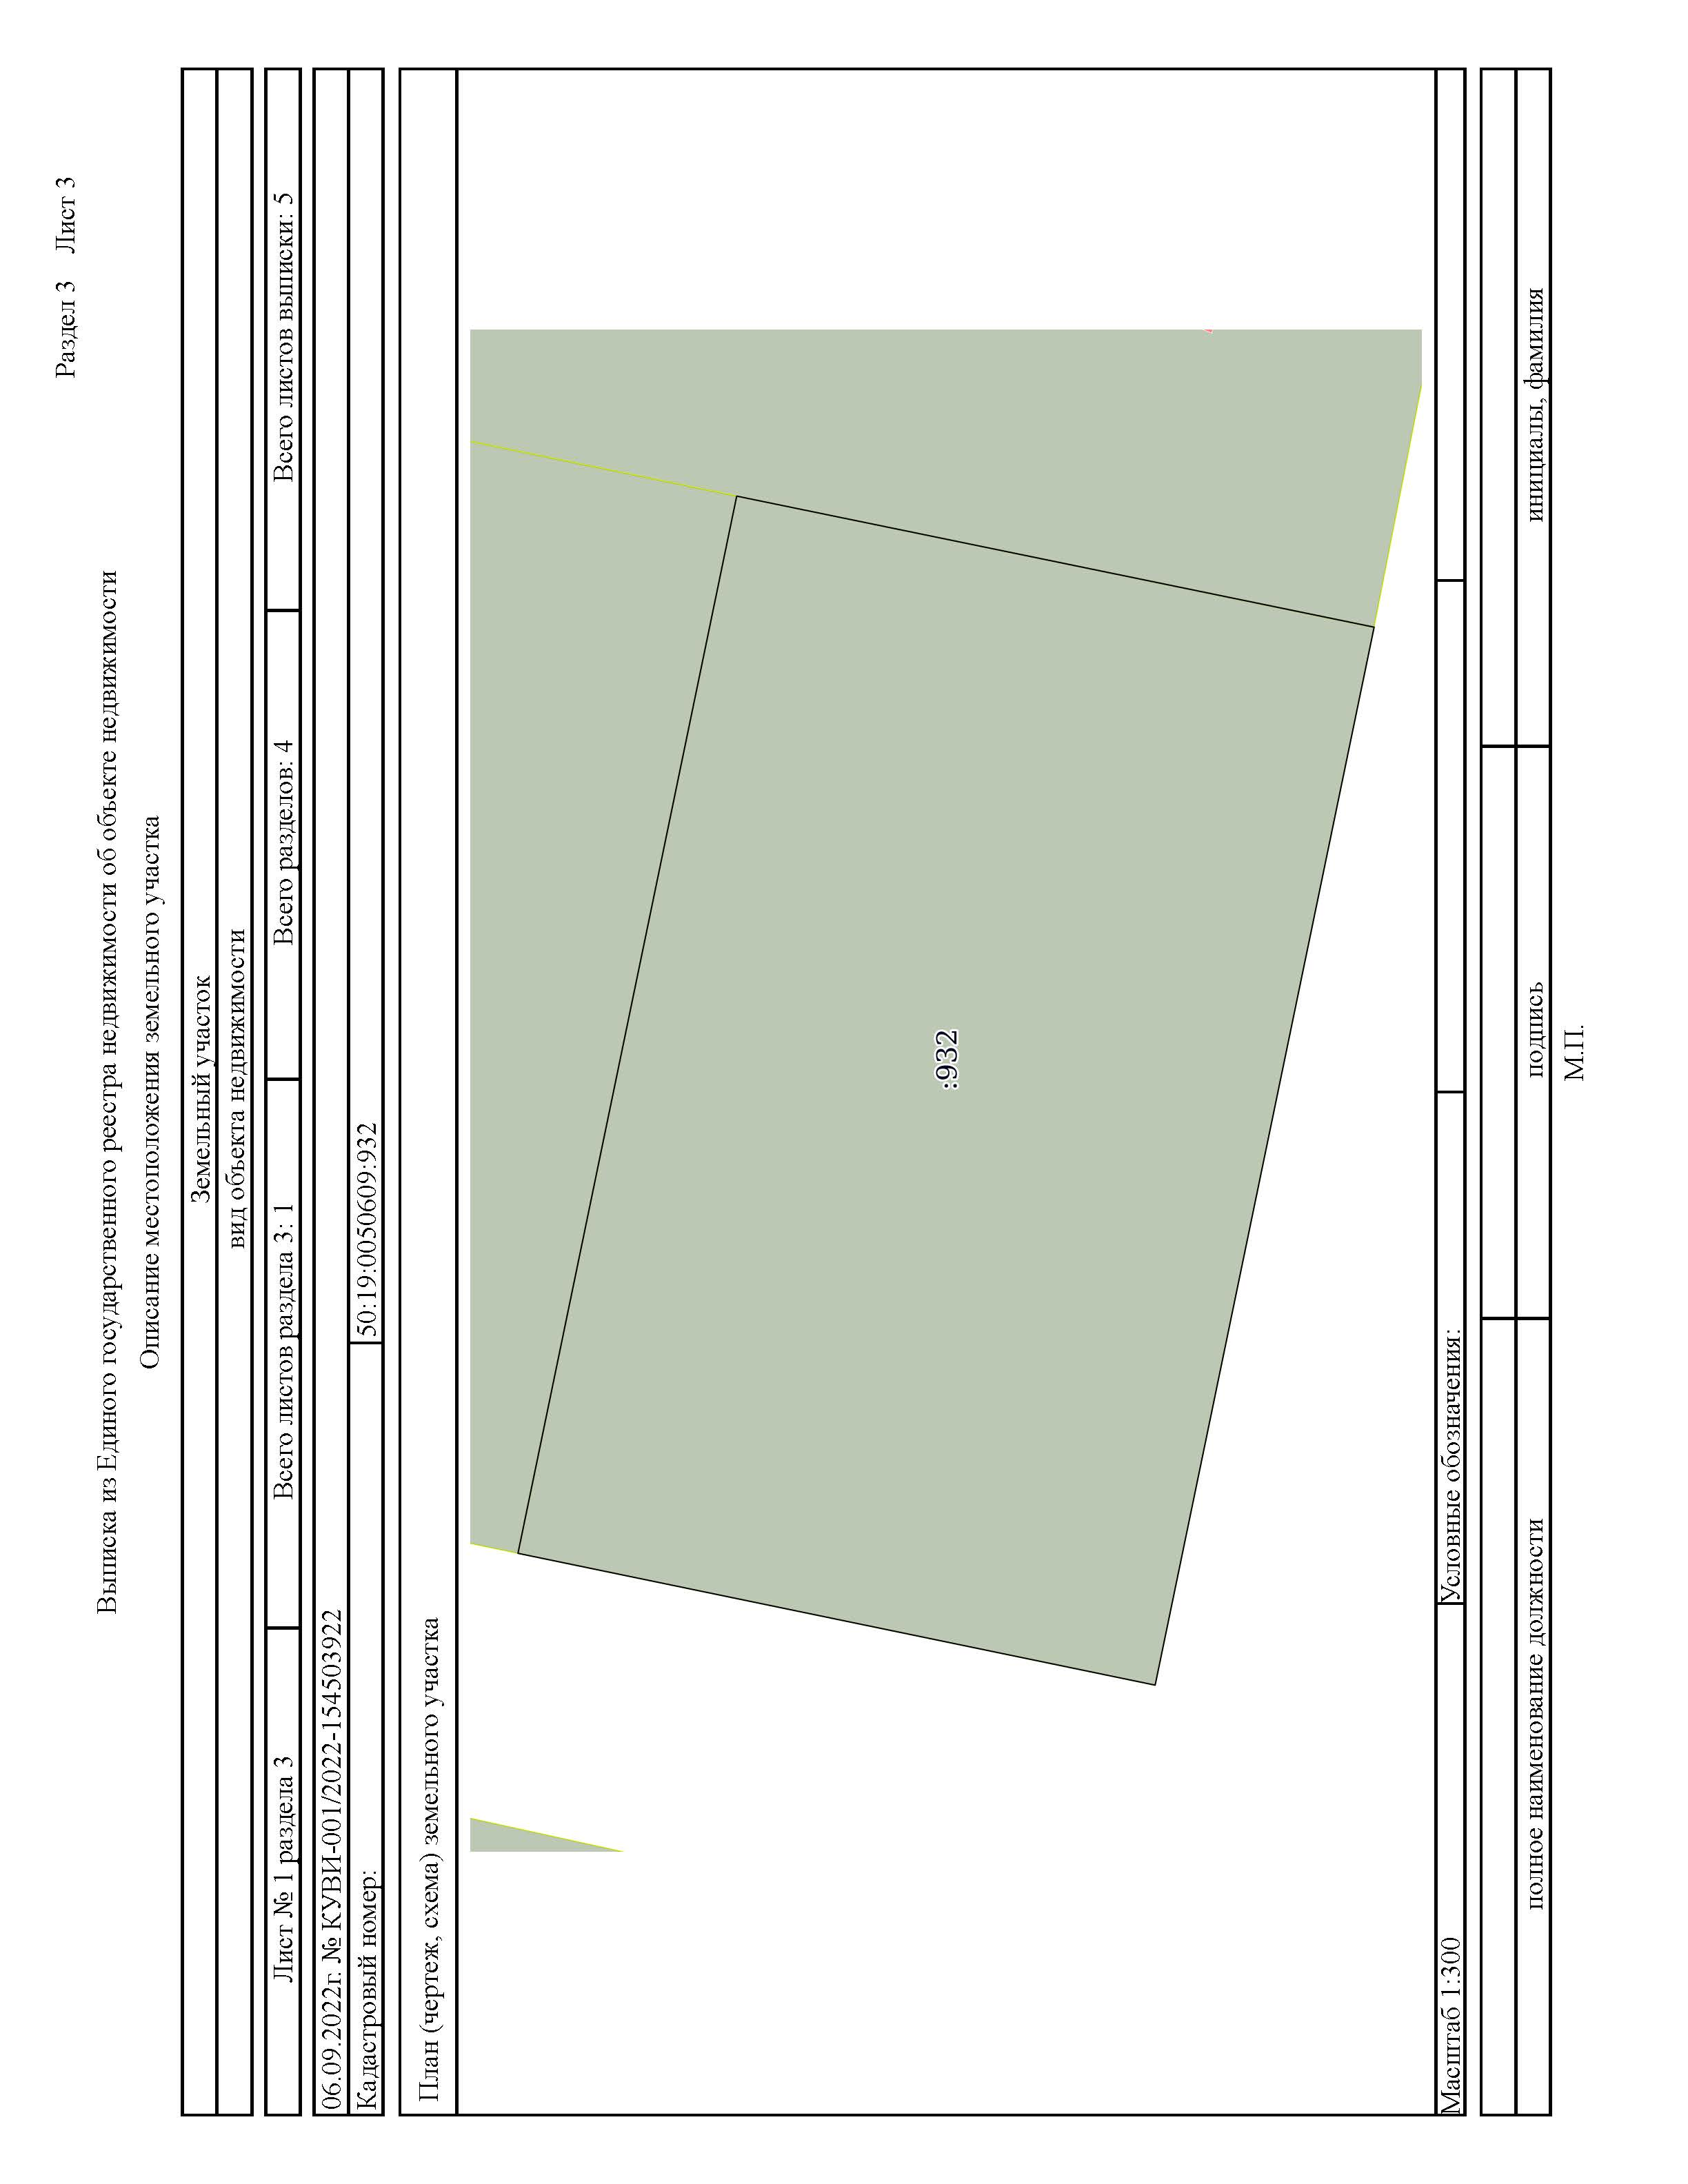 Раздел 3 Лист 3
Выписка из Единого государственного реестра недвижимости об объекте недвижимости
Описание местоположения земельного участка
Земельный участок
вид объекта недвижимости
Лист № 1 раздела 3 Всего листов раздела 3: 1 Всего разделов: 4 Всего листов выписки: 5
06.09.2022г. № КУВИ-001/2022-154503922
Кадастровый номер: 50:19:0050609:932
План (чертеж, схема) земельного участка
:932
Масштаб 1:300 Условные обозначения:
полное наименование должности подпись инициалы, фамилия
М.П.